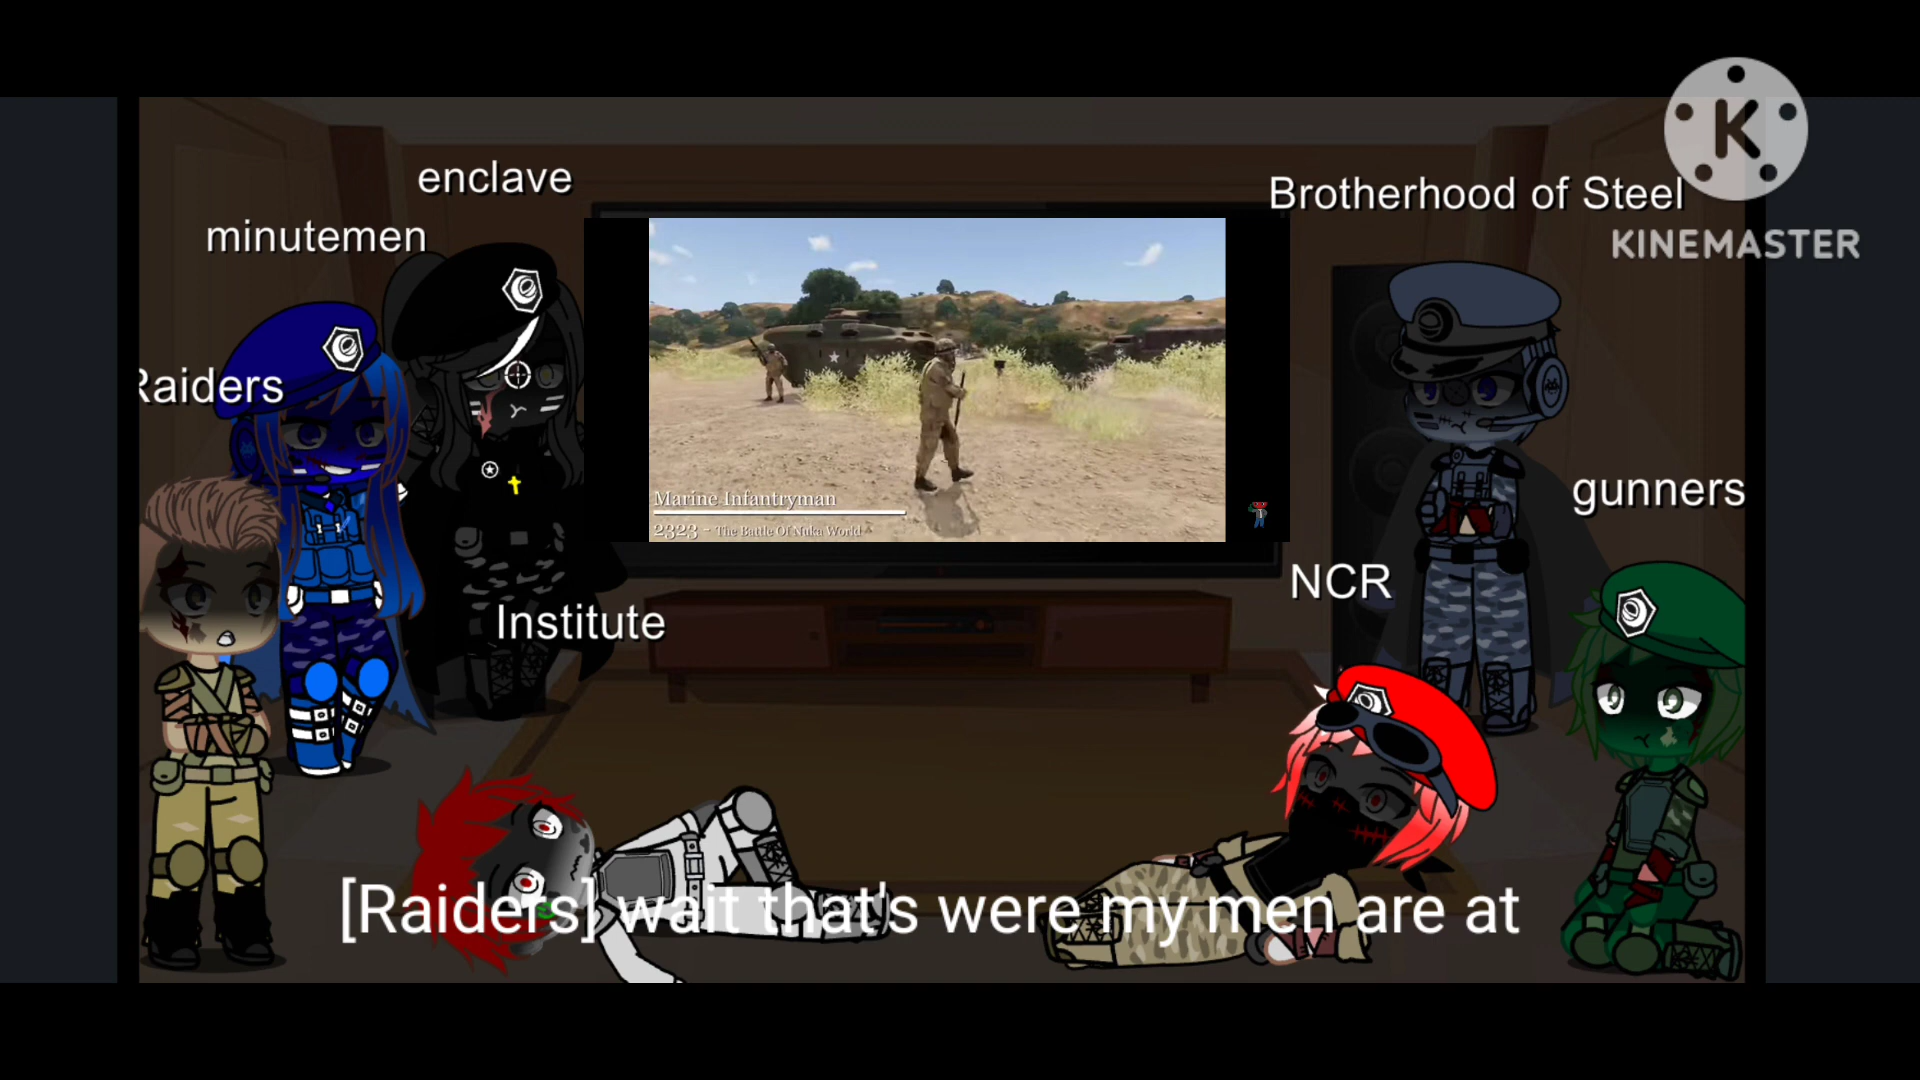 K
KINEMASTER
enclave
Brotherhood of Steel
minutemen
Raiders
gunners
Marine Infantryman
2323 - The Battle Of Nuka World
NCR
Institute
[Raiders] wait that's were my men are at